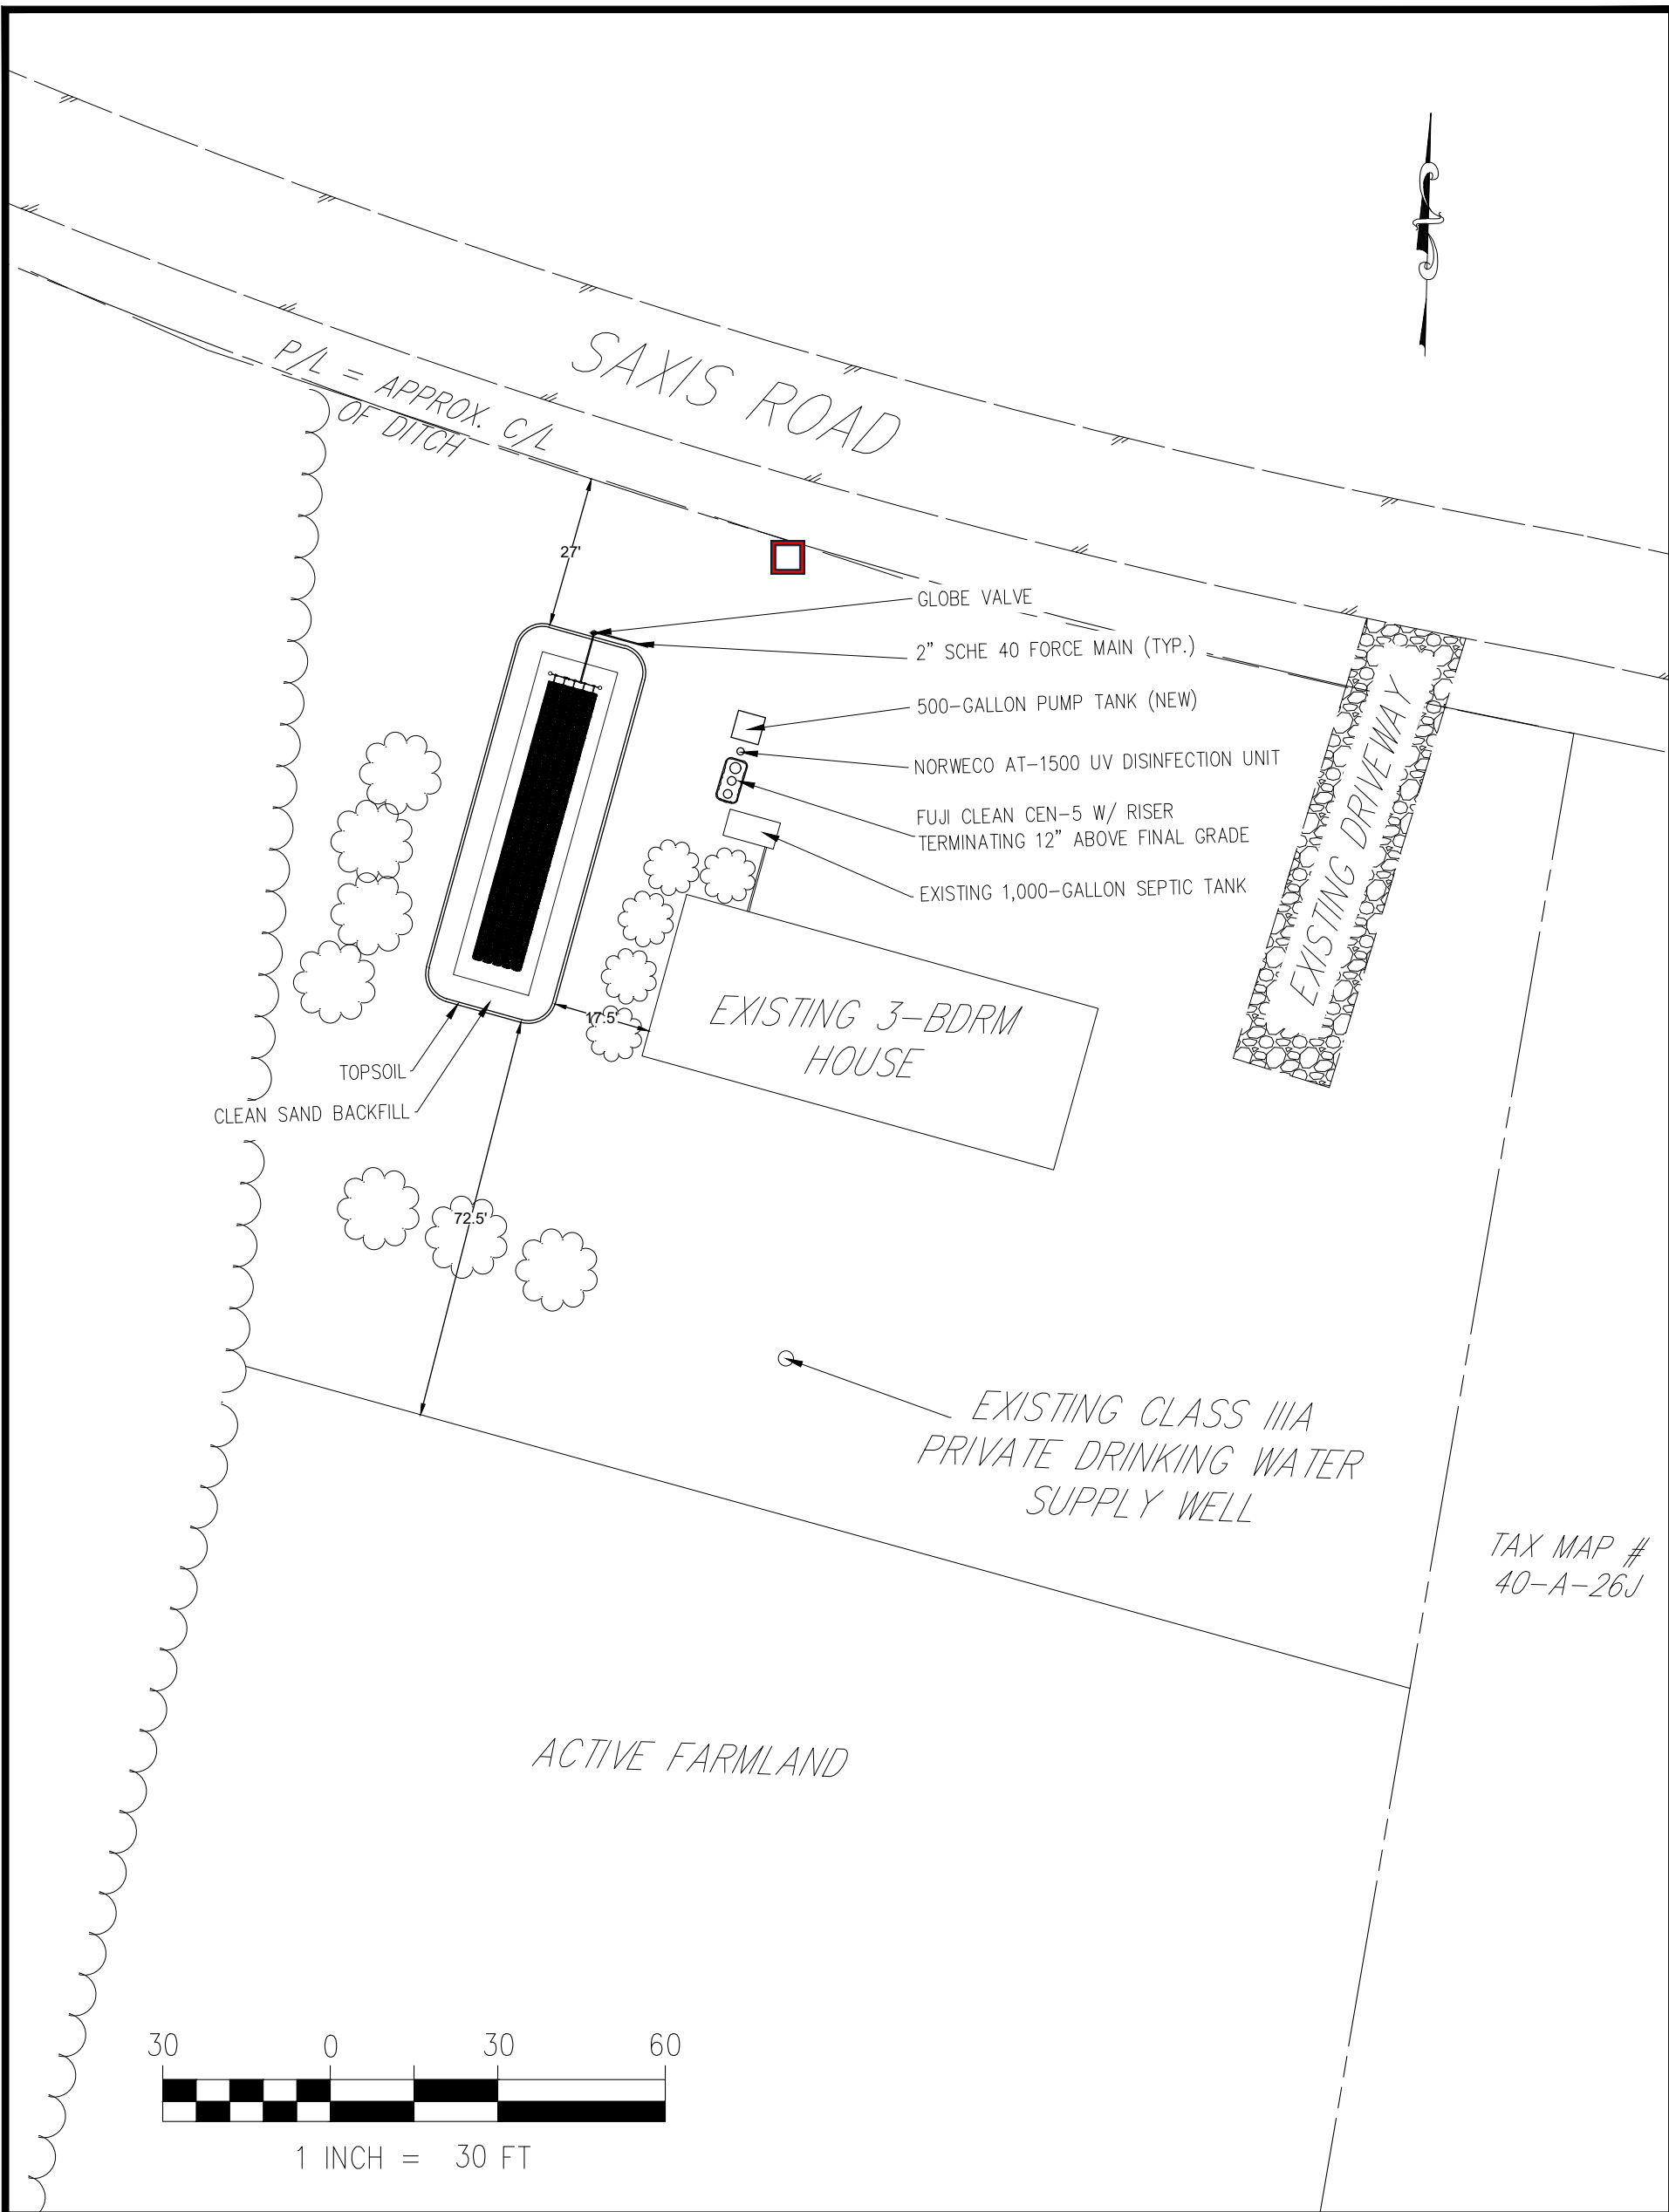 SAXIS ROAD
P/L = APPROX. C/L
OF DITCH
27'
GLOBE VALVE
2" SCHE 40 FORCE MAIN (TYP.)
500-GALLON PUMP TANK (NEW)
NORWECO AT-1500 UV DISINFECTION UNIT
FUJI CLEAN CEN-5 W/ RISER
TERMINATING 12" ABOVE FINAL GRADE
EXISTING 1,000-GALLON SEPTIC TANK
EXISTING DRIVEWAY
17.5'
EXISTING 3-BDRM
HOUSE
TOPSOIL
CLEAN SAND BACKFILL
72.5'
EXISTING CLASS IIIA
PRIVATE DRINKING WATER
SUPPLY WELL
TAX MAP #
40-A-26J
ACTIVE FARMLAND
30 0 30 60
1 INCH = 30 FT